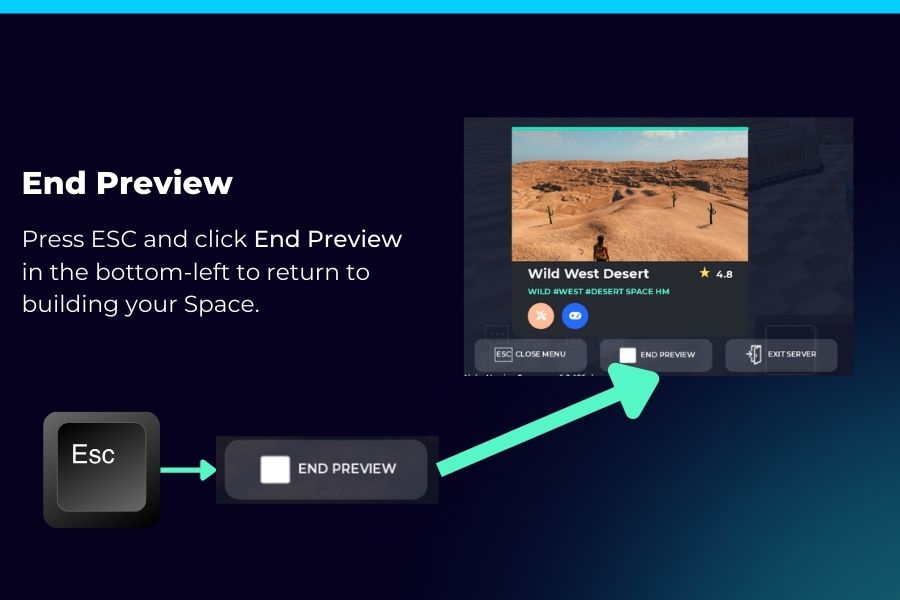 End Preview
Press ESC and click End Preview
in the bottom-left to return to
building your Space.
Wild West Desert
4.8
WILD #WEST #DESERT SPACE HM
ESC CLOSE MENU
END PREVIEW
EXIT SERVER
Esc
END PREVIEW